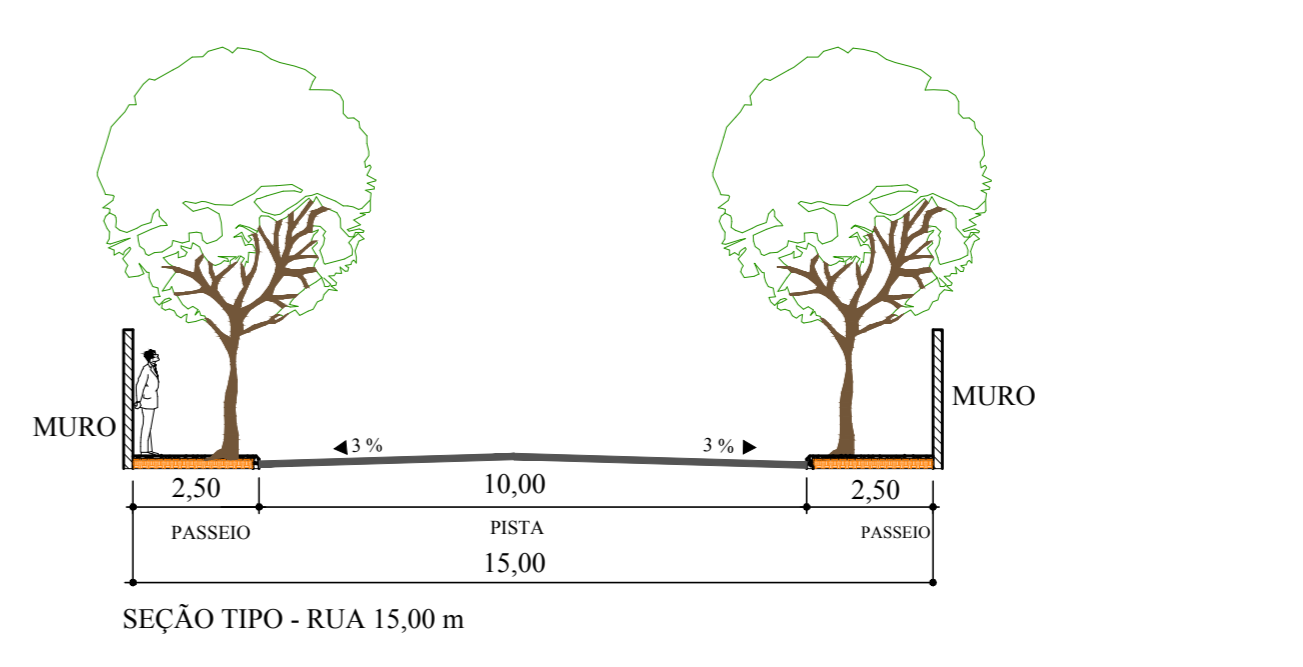 MURO
MURO
3 %
3 %
2,50
10,00
2,50
PASSEIO
PISTA
PASSEIO
15,00
SEÇÃO TIPO - RUA 15,00 m